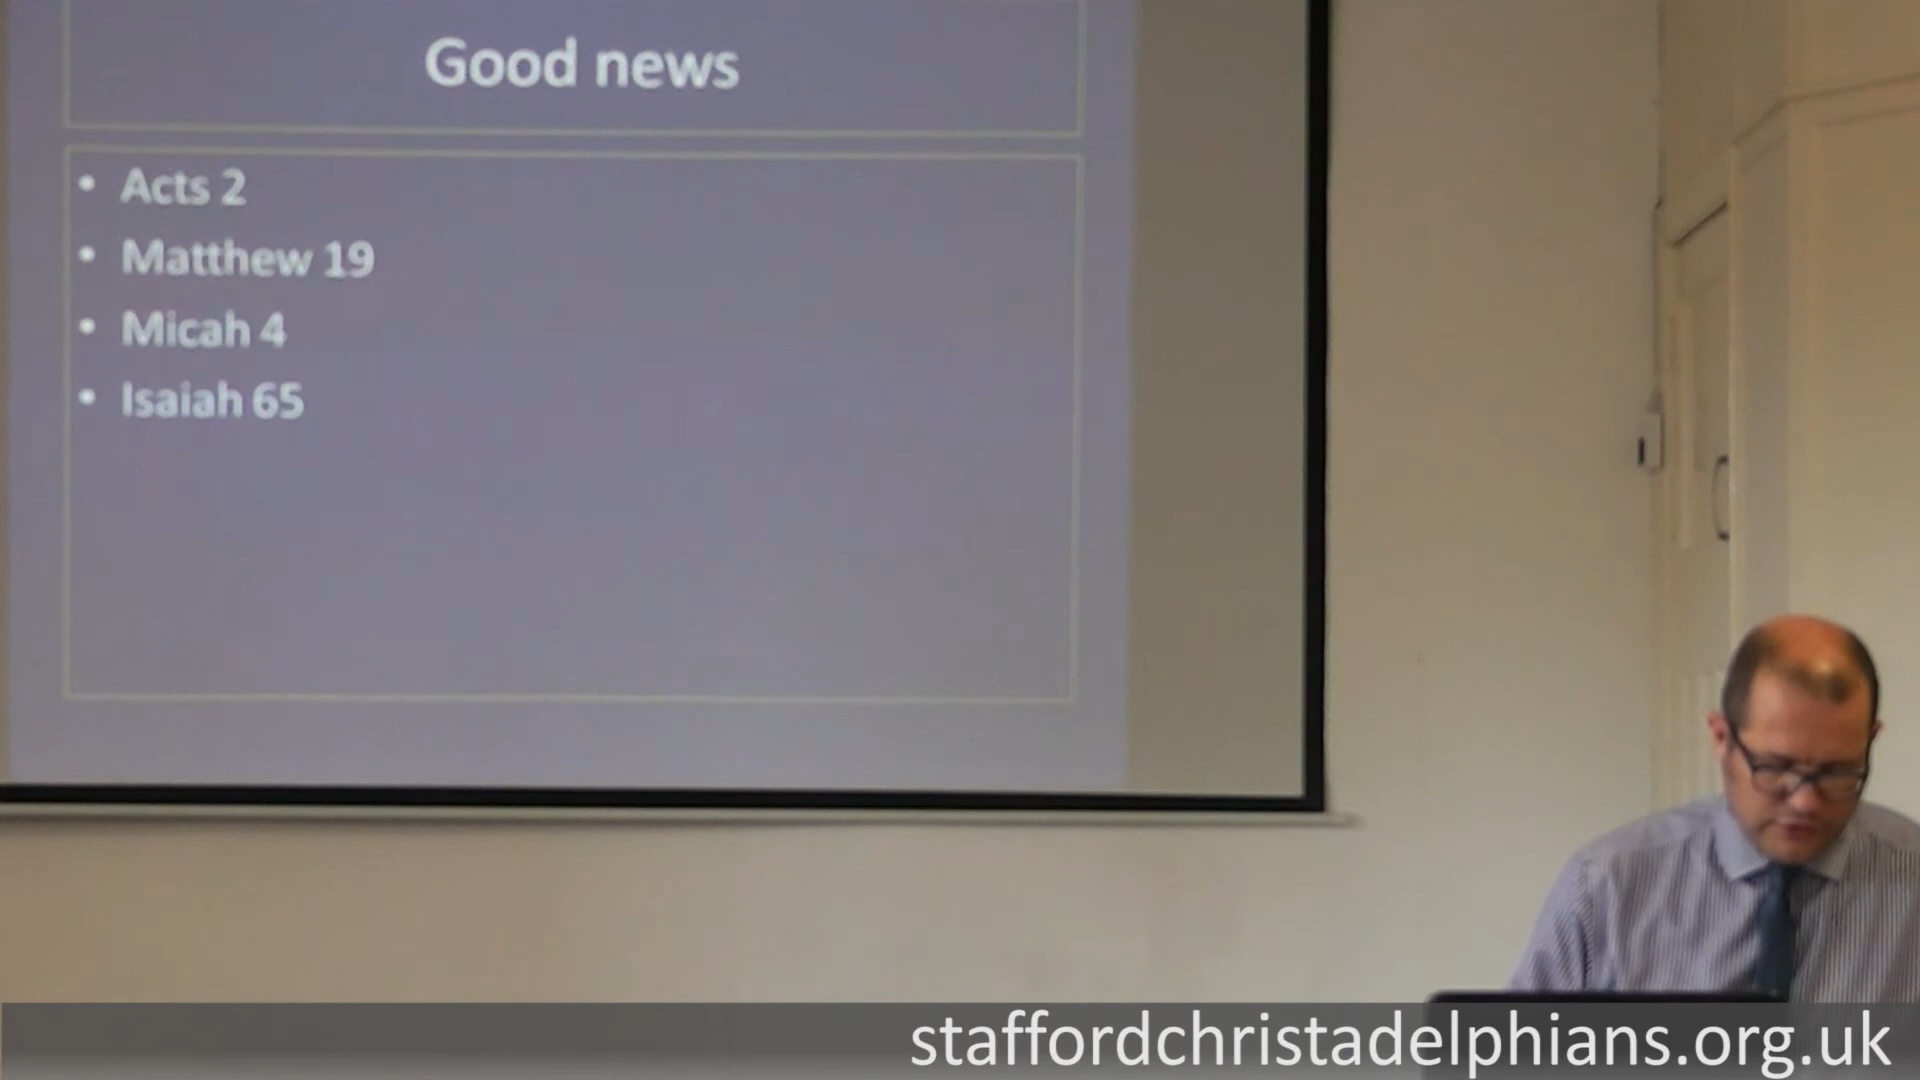 Good news
• Acts 2
• Matthew 19
• Micah 4
• Isaiah 65
staffordchristadelphians.org.uk